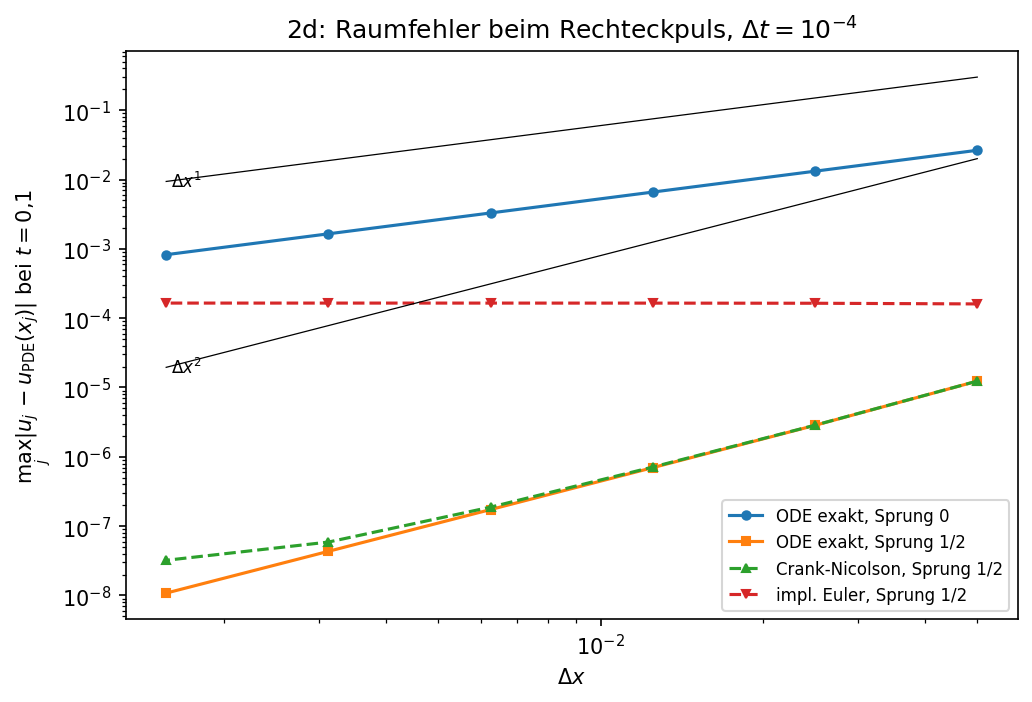 2d: Raumfehler beim Rechteckpuls, Δt = 10⁻⁴
max|u_j − u_PDE(x_j)| bei t = 0,1
j
10⁻¹
10⁻²
10⁻³
10⁻⁴
10⁻⁵
10⁻⁶
10⁻⁷
10⁻⁸
Δx¹
Δx²
ODE exakt, Sprung 0
ODE exakt, Sprung 1/2
Crank-Nicolson, Sprung 1/2
impl. Euler, Sprung 1/2
10⁻²
Δx